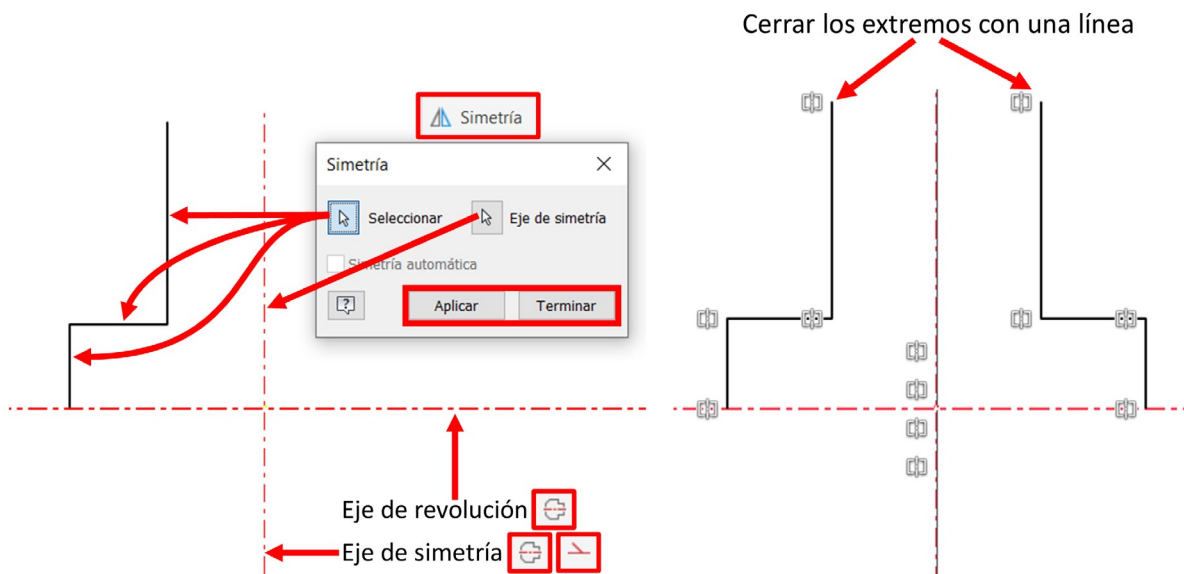 Cerrar los extremos con una línea
Simetría
Simetría
Seleccionar
Eje de simetría
Simetría automática
Aplicar
Terminar
Eje de revolución
Eje de simetría